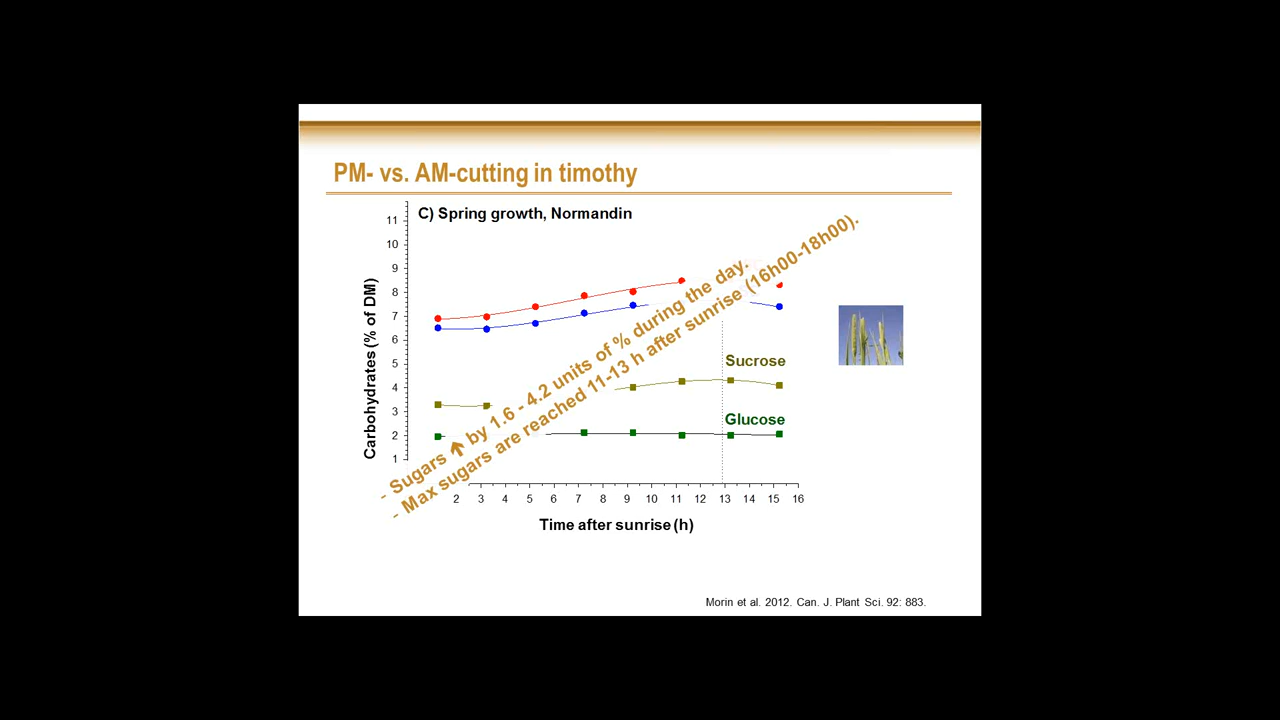 PM- vs. AM-cutting in timothy
C) Spring growth, Normandin
11
10
9
8
7
6
5
4
3
2
1
Carbohydrates (% of DM)
Sucrose
Glucose
- Sugars 🡹 by 1.6 - 4.2 units of % during the day.
- Max sugars are reached 11-13 h after sunrise (16h00-18h00).
2 3 4 5 6 7 8 9 10 11 12 13 14 15 16
Time after sunrise (h)
Morin et al. 2012. Can. J. Plant Sci. 92: 883.